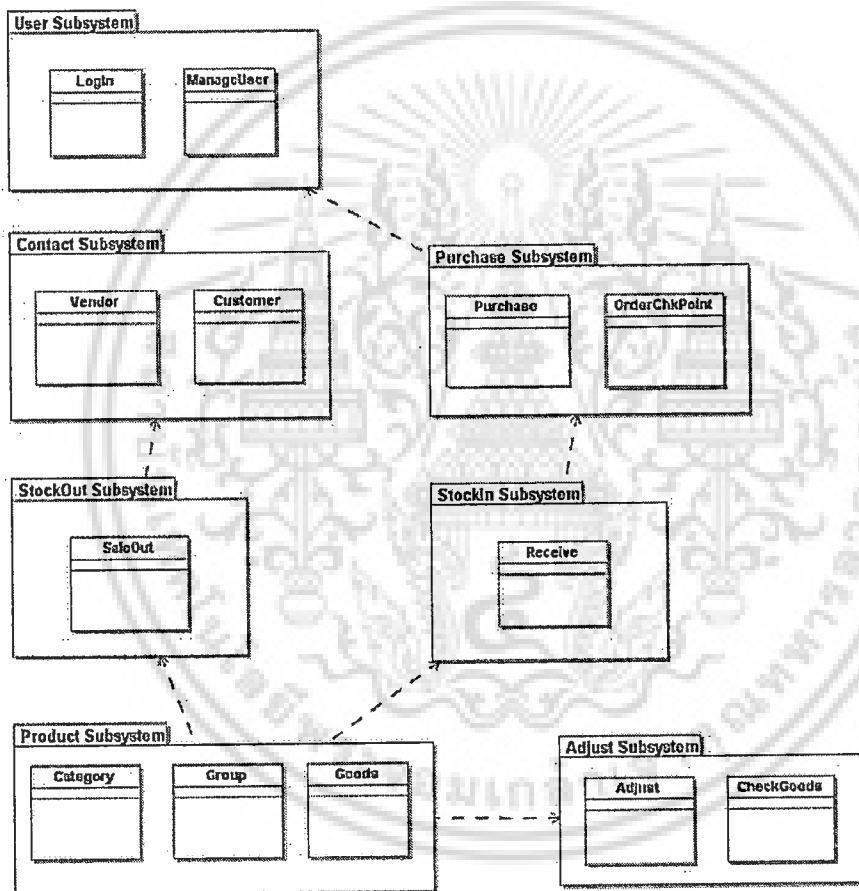 User Subsystem
Login
ManageUser
Contact Subsystem
Vendor
Customer
Purchase Subsystem
Purchase
OrderChkPoint
StockOut Subsystem
SaleOut
StockIn Subsystem
Receive
Product Subsystem
Category
Group
Goods
Adjust Subsystem
Adjust
CheckGoods